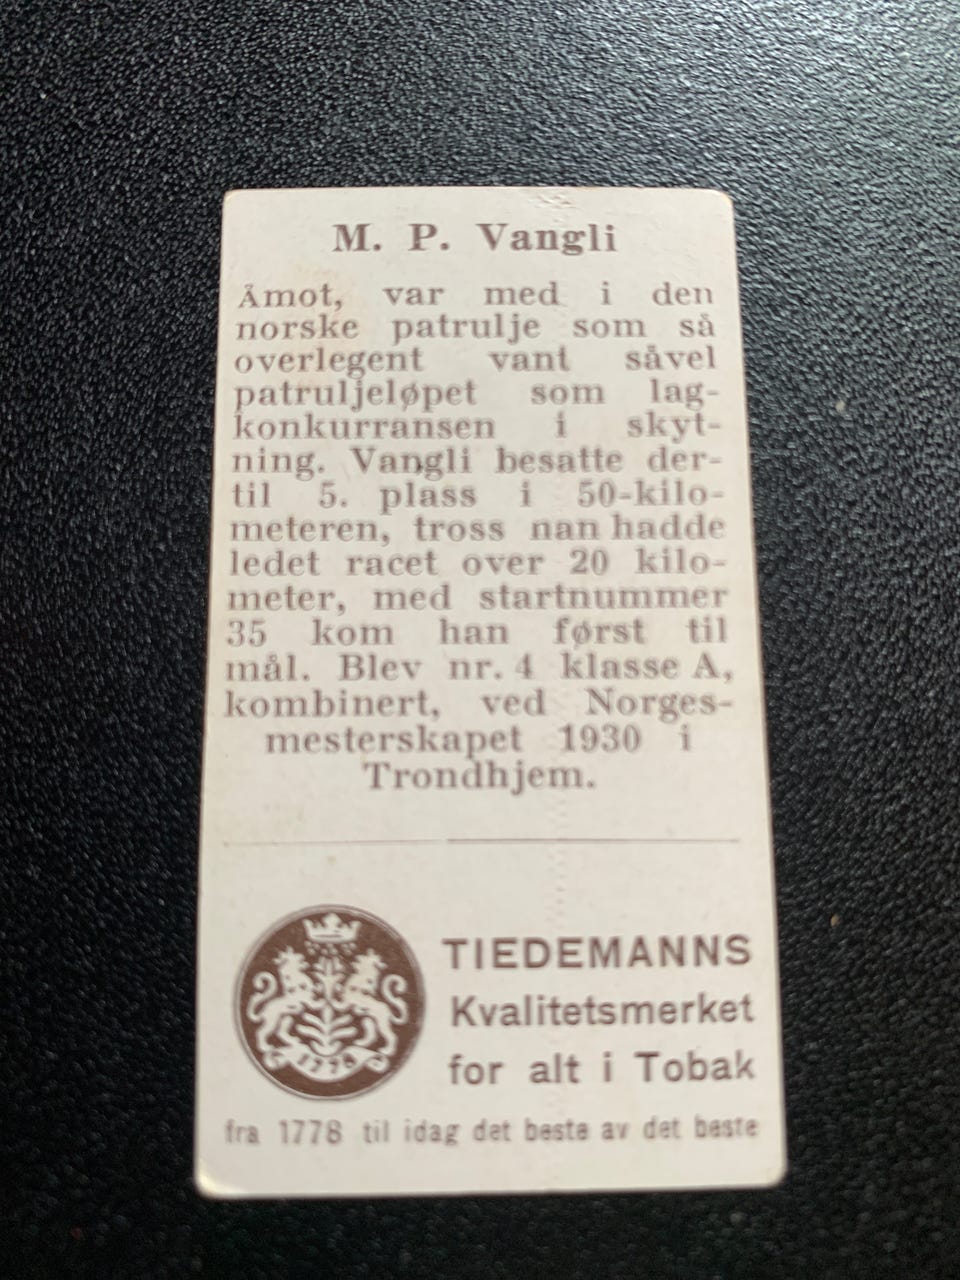 M. P. Vangli
Åmot, var med i den
norske patrulje som så
overlegent vant såvel
patruljeløpet som lag-
konkurransen i skyt-
ning. Vangli besatte der-
til 5. plass i 50-kilo-
meteren, tross nan hadde
ledet racet over 20 kilo-
meter, med startnummer
35 kom han først til
mål. Blev nr. 4 klasse A,
kombinert, ved Norges-
mesterskapet 1930 i
Trondhjem.
1778
TIEDEMANNS
Kvalitetsmerket
for alt i Tobak
fra 1778 til idag det beste av det beste